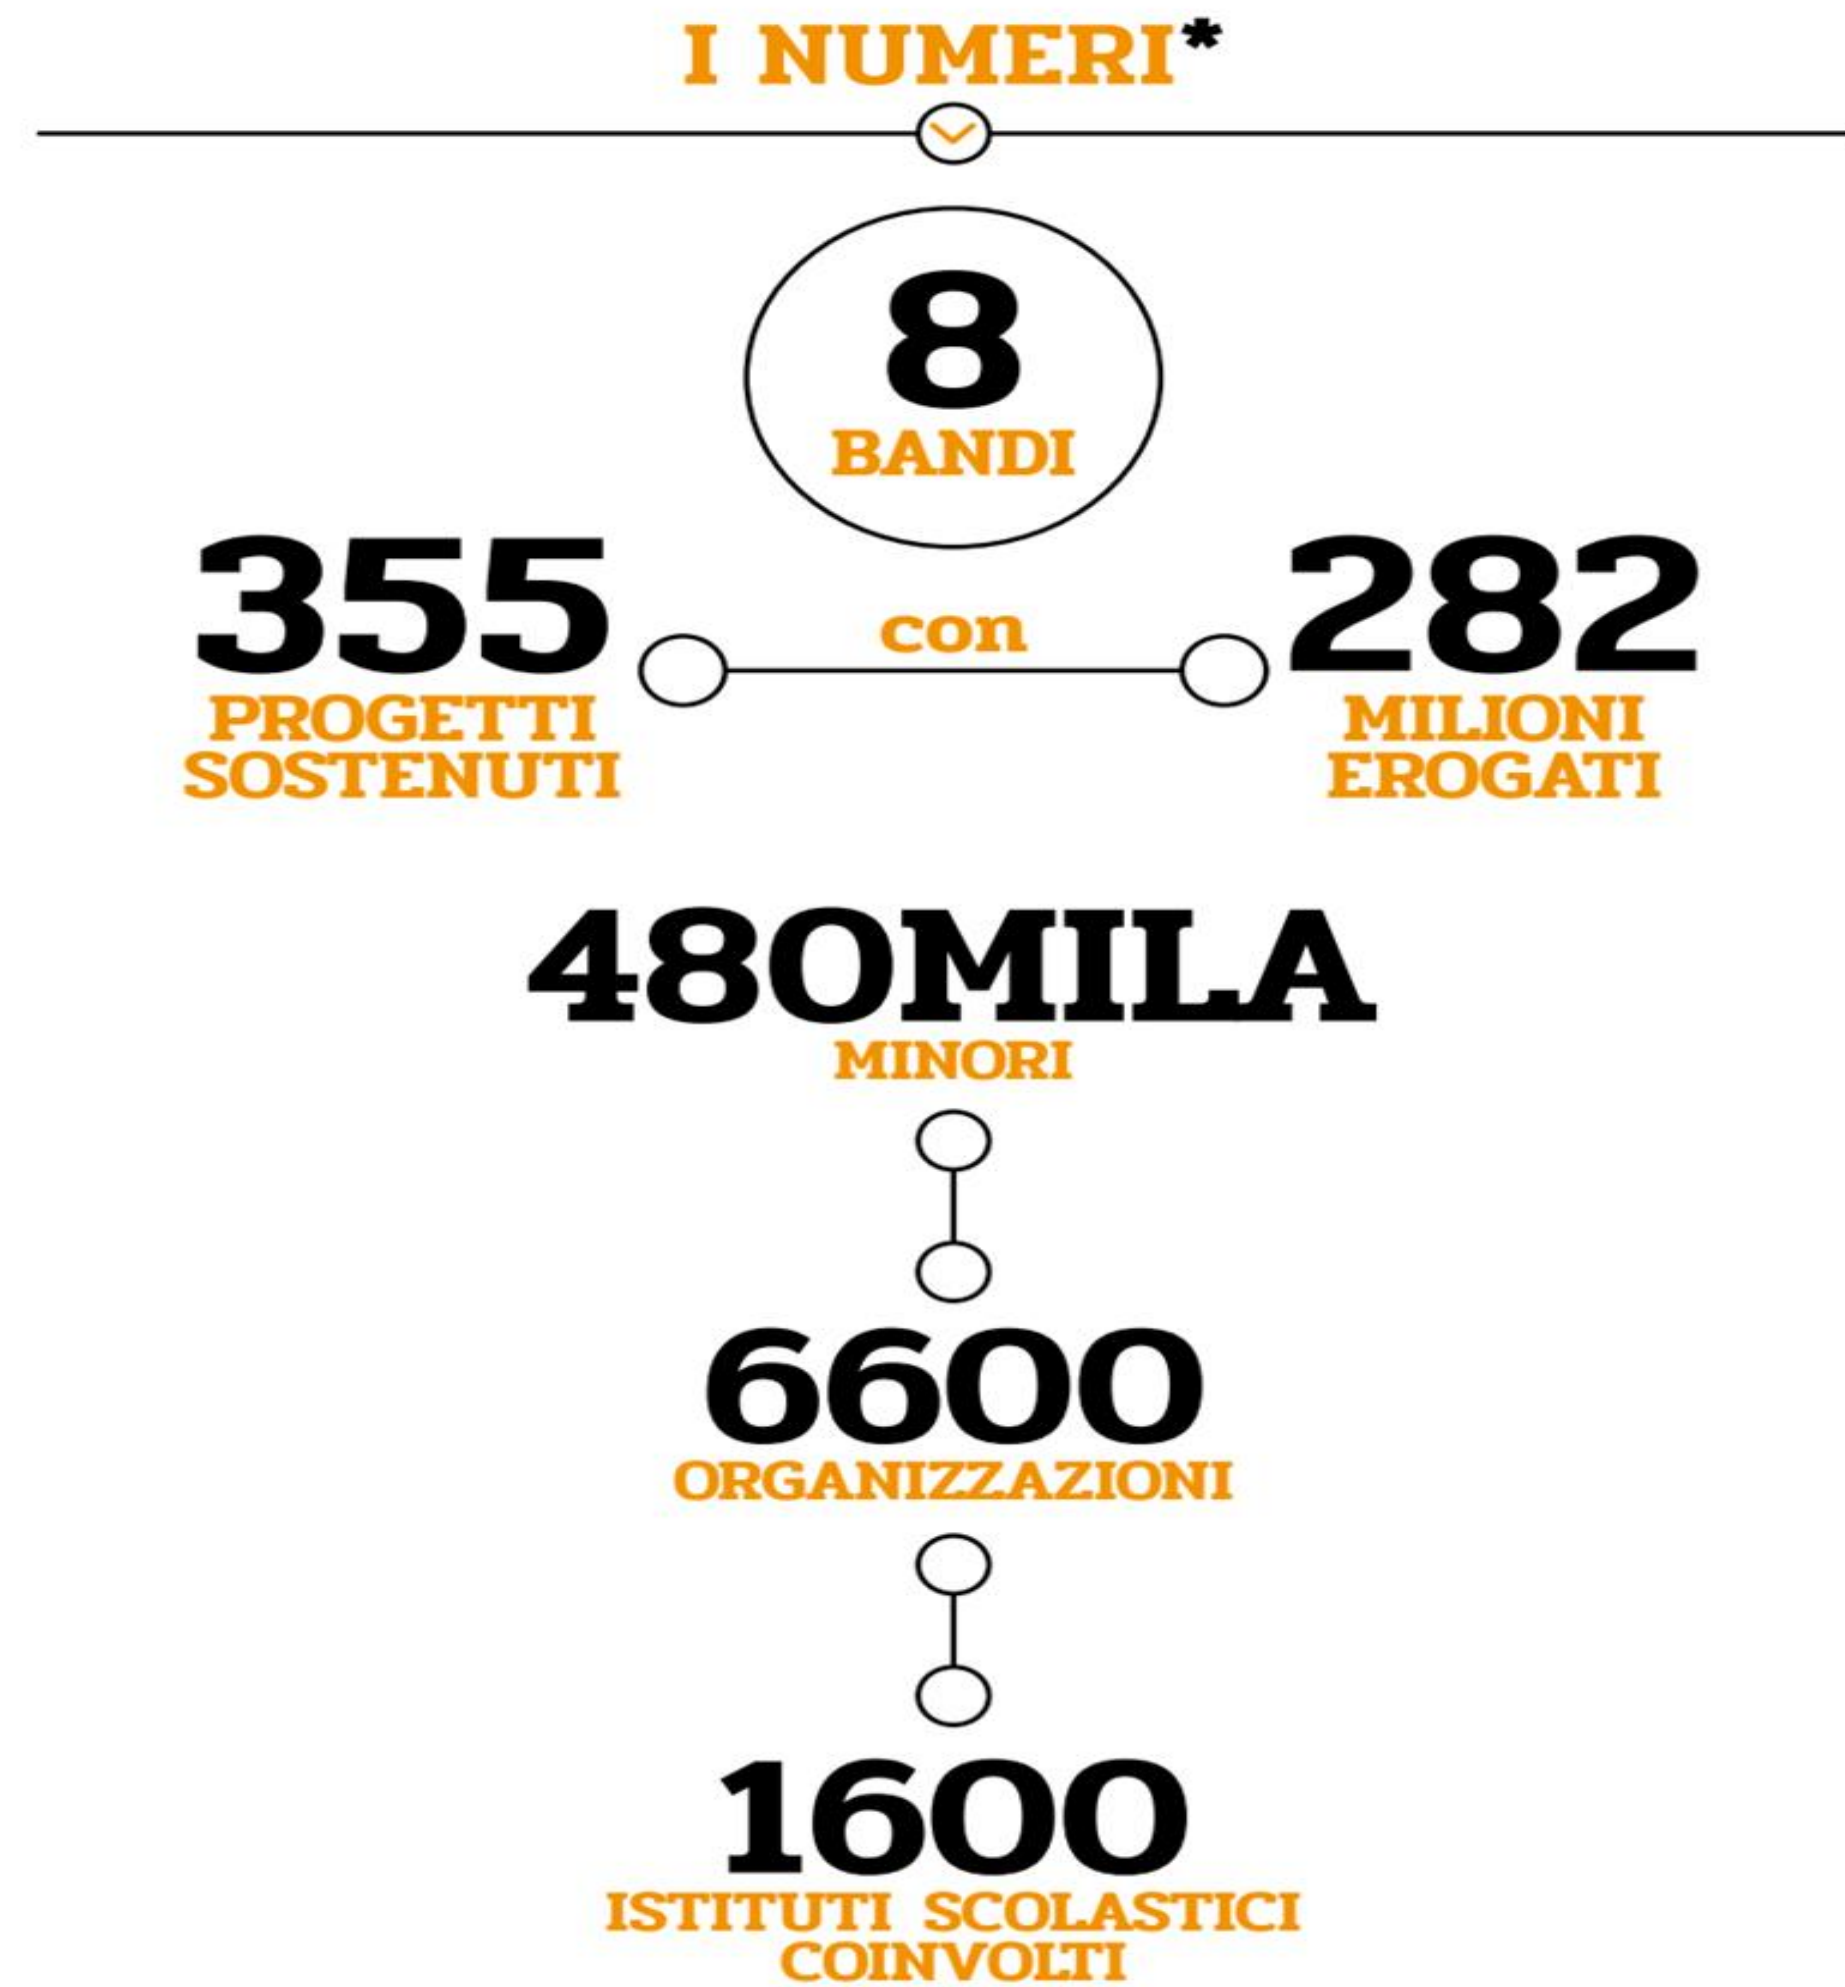 I NUMERI*
8
BANDI
355
con
282
PROGETTI
SOSTENUTI
MILIONI
EROGATI
480MILA
MINORI
6600
ORGANIZZAZIONI
1600
ISTITUTI SCOLASTICI
COINVOLTI